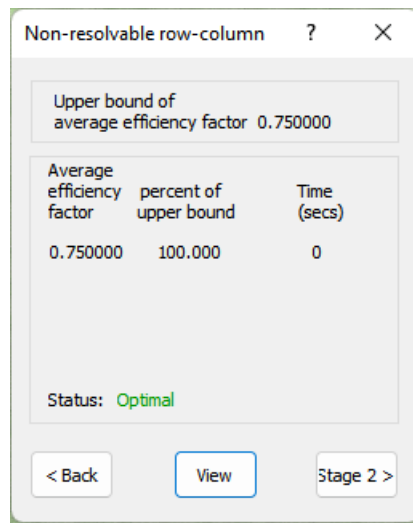 Non-resolvable row-column ? ×
Upper bound of
average efficiency factor 0.750000
Average
efficiency percent of Time
factor upper bound (secs)
0.750000 100.000 0
Status: Optimal
< Back View Stage 2 >